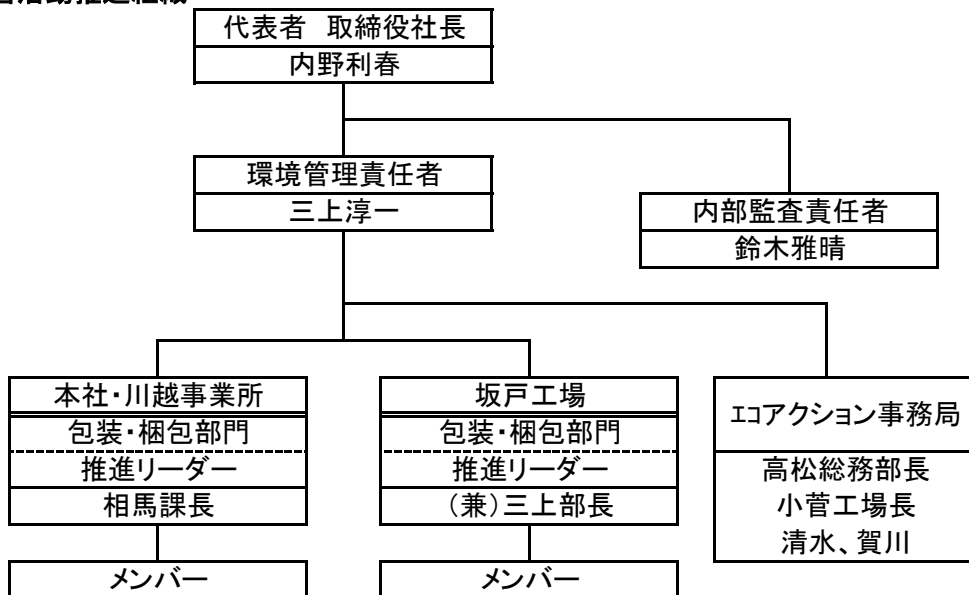 代表者 取締役社長
内野利春
環境管理責任者
三上淳一
内部監査責任者
鈴木雅晴
本社・川越事業所
包装・梱包部門
推進リーダー
相馬課長
メンバー
坂戸工場
包装・梱包部門
推進リーダー
(兼)三上部長
メンバー
エコアクション事務局
高松総務部長
小菅工場長
清水、賀川